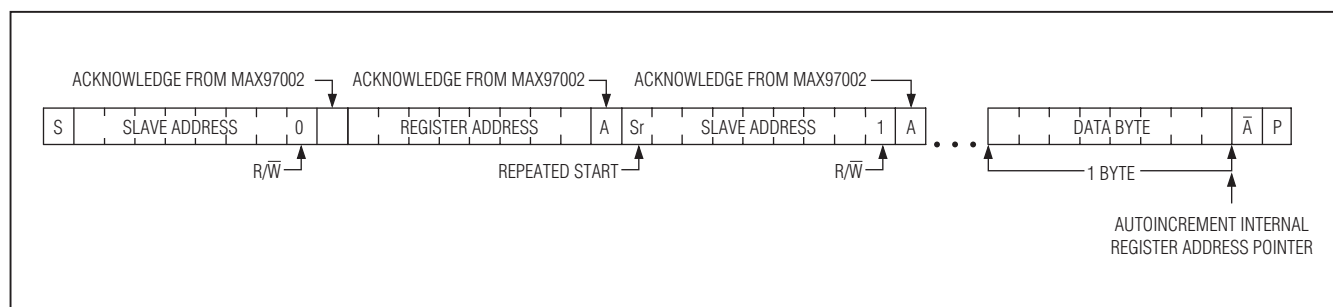 ACKNOWLEDGE FROM MAX97002 ACKNOWLEDGE FROM MAX97002 ACKNOWLEDGE FROM MAX97002
S SLAVE ADDRESS 0 REGISTER ADDRESS A Sr SLAVE ADDRESS 1 A ... DATA BYTE A̅ P
R/W̅ REPEATED START R/W̅ 1 BYTE
AUTOINCREMENT INTERNAL
REGISTER ADDRESS POINTER